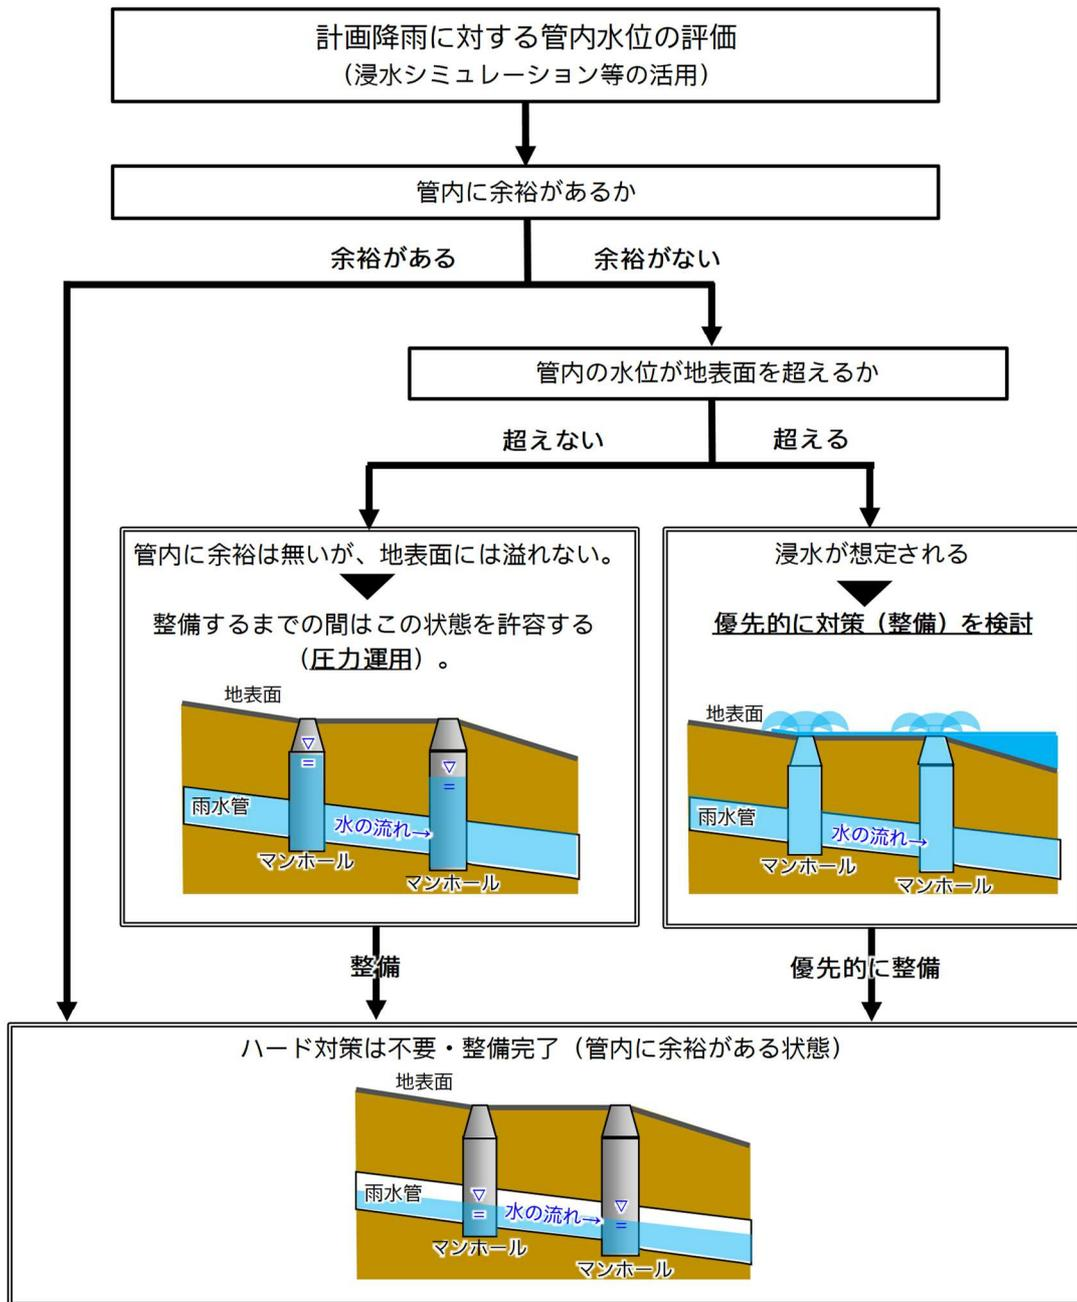 計画降雨に対する管内水位の評価
（浸水シミュレーション等の活用）
管内に余裕があるか
余裕がある
余裕がない
管内の水位が地表面を超えるか
超えない
超える
管内に余裕は無いが、地表面には溢れない。
整備するまでの間はこの状態を許容する
（圧力運用）。
地表面
雨水管
水の流れ→
マンホール
マンホール
浸水が想定される
優先的に対策（整備）を検討
地表面
雨水管
水の流れ→
マンホール
マンホール
整備
優先的に整備
ハード対策は不要・整備完了（管内に余裕がある状態）
地表面
雨水管
水の流れ→
マンホール
マンホール